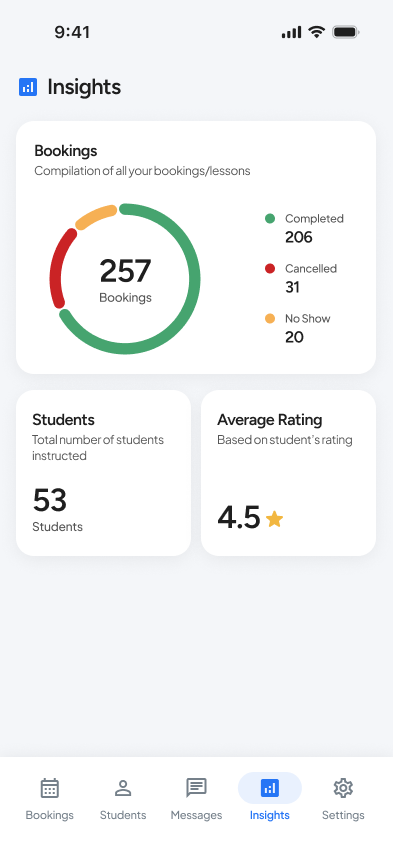 9:41
Insights
Bookings
Compilation of all your bookings/lessons
257
Bookings
Completed
206
Cancelled
31
No Show
20
Students
Total number of students
instructed
53
Students
Average Rating
Based on student's rating
4.5
Bookings
Students
Messages
Insights
Settings